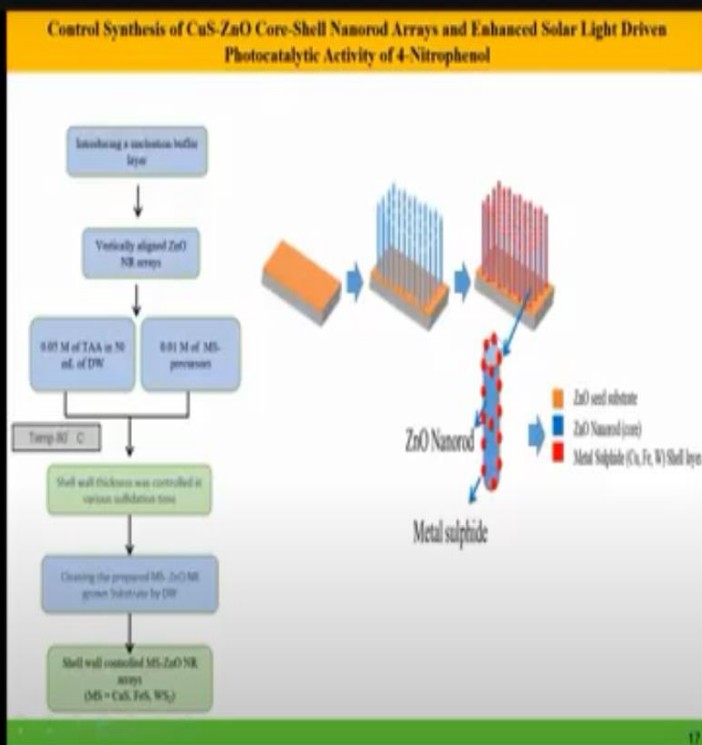 Control Synthesis of CuS-ZnO Core-Shell Nanorod Arrays and Enhanced Solar Light Driven
Photocatalytic Activity of 4-Nitrophenol
Introducing a nucleation buffer
layer
Vertically aligned ZnO
NR arrays
0.05 M of TAA in 50
mL of DW
0.01 M of MS-
precursors
Temp 80° C
Shell wall thickness was controlled in
various sulfidation time
Cleaning the prepared MS- ZnO NR
grown Substrate by DW
Shell wall controlled MS-ZnO NR
arrays
(MS = CuS, FeS, WS₂)
ZnO Nanorod
Metal sulphide
ZnO seed substrate
ZnO Nanorod (core)
Metal Sulphide (Cu, Fe, W) Shell layer
17